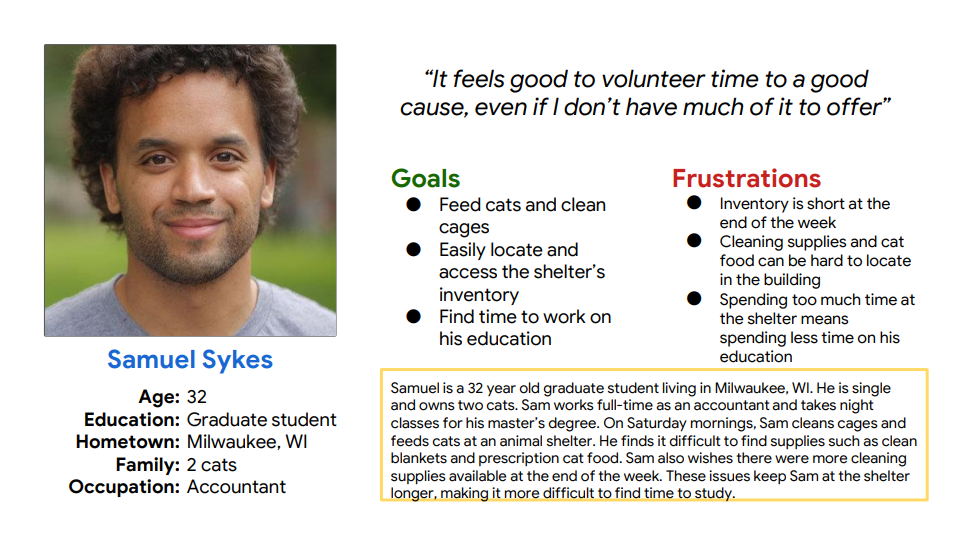 “It feels good to volunteer time to a good
cause, even if I don’t have much of it to offer”
Goals
● Feed cats and clean
cages
● Easily locate and
access the shelter’s
inventory
● Find time to work on
his education
Frustrations
● Inventory is short at the
end of the week
● Cleaning supplies and cat
food can be hard to locate
in the building
● Spending too much time at
the shelter means
spending less time on his
education
Samuel Sykes
Age: 32
Education: Graduate student
Hometown: Milwaukee, WI
Family: 2 cats
Occupation: Accountant
Samuel is a 32 year old graduate student living in Milwaukee, WI. He is single
and owns two cats. Sam works full-time as an accountant and takes night
classes for his master’s degree. On Saturday mornings, Sam cleans cages and
feeds cats at an animal shelter. He finds it difficult to find supplies such as clean
blankets and prescription cat food. Sam also wishes there were more cleaning
supplies available at the end of the week. These issues keep Sam at the shelter
longer, making it more difficult to find time to study.